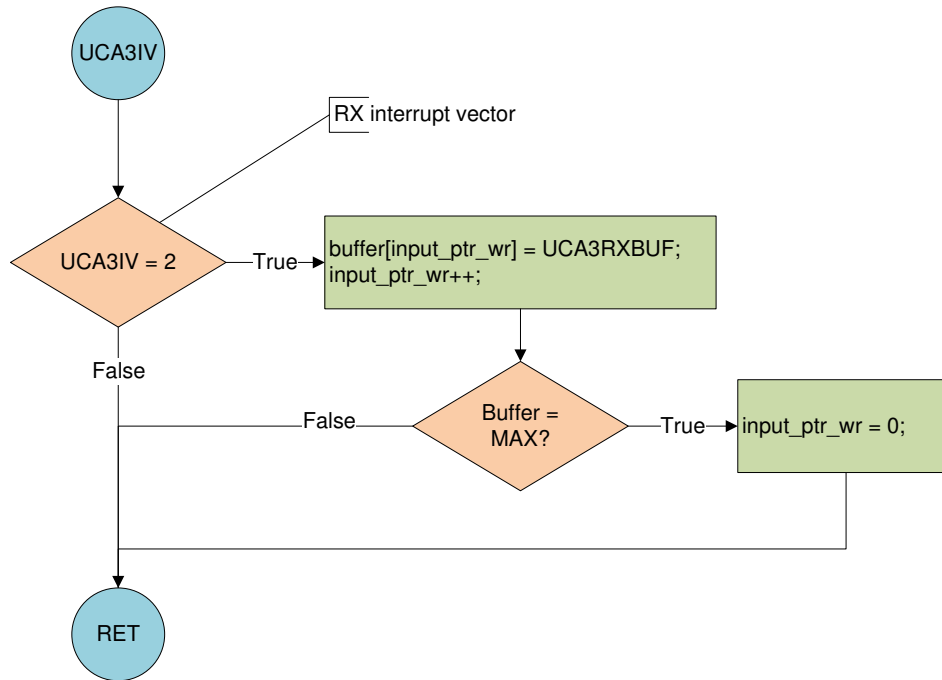 UCA3IV
RX interrupt vector
UCA3IV = 2
True
buffer[input_ptr_wr] = UCA3RXBUF;
input_ptr_wr++;
False
False
Buffer =
MAX?
True
input_ptr_wr = 0;
RET